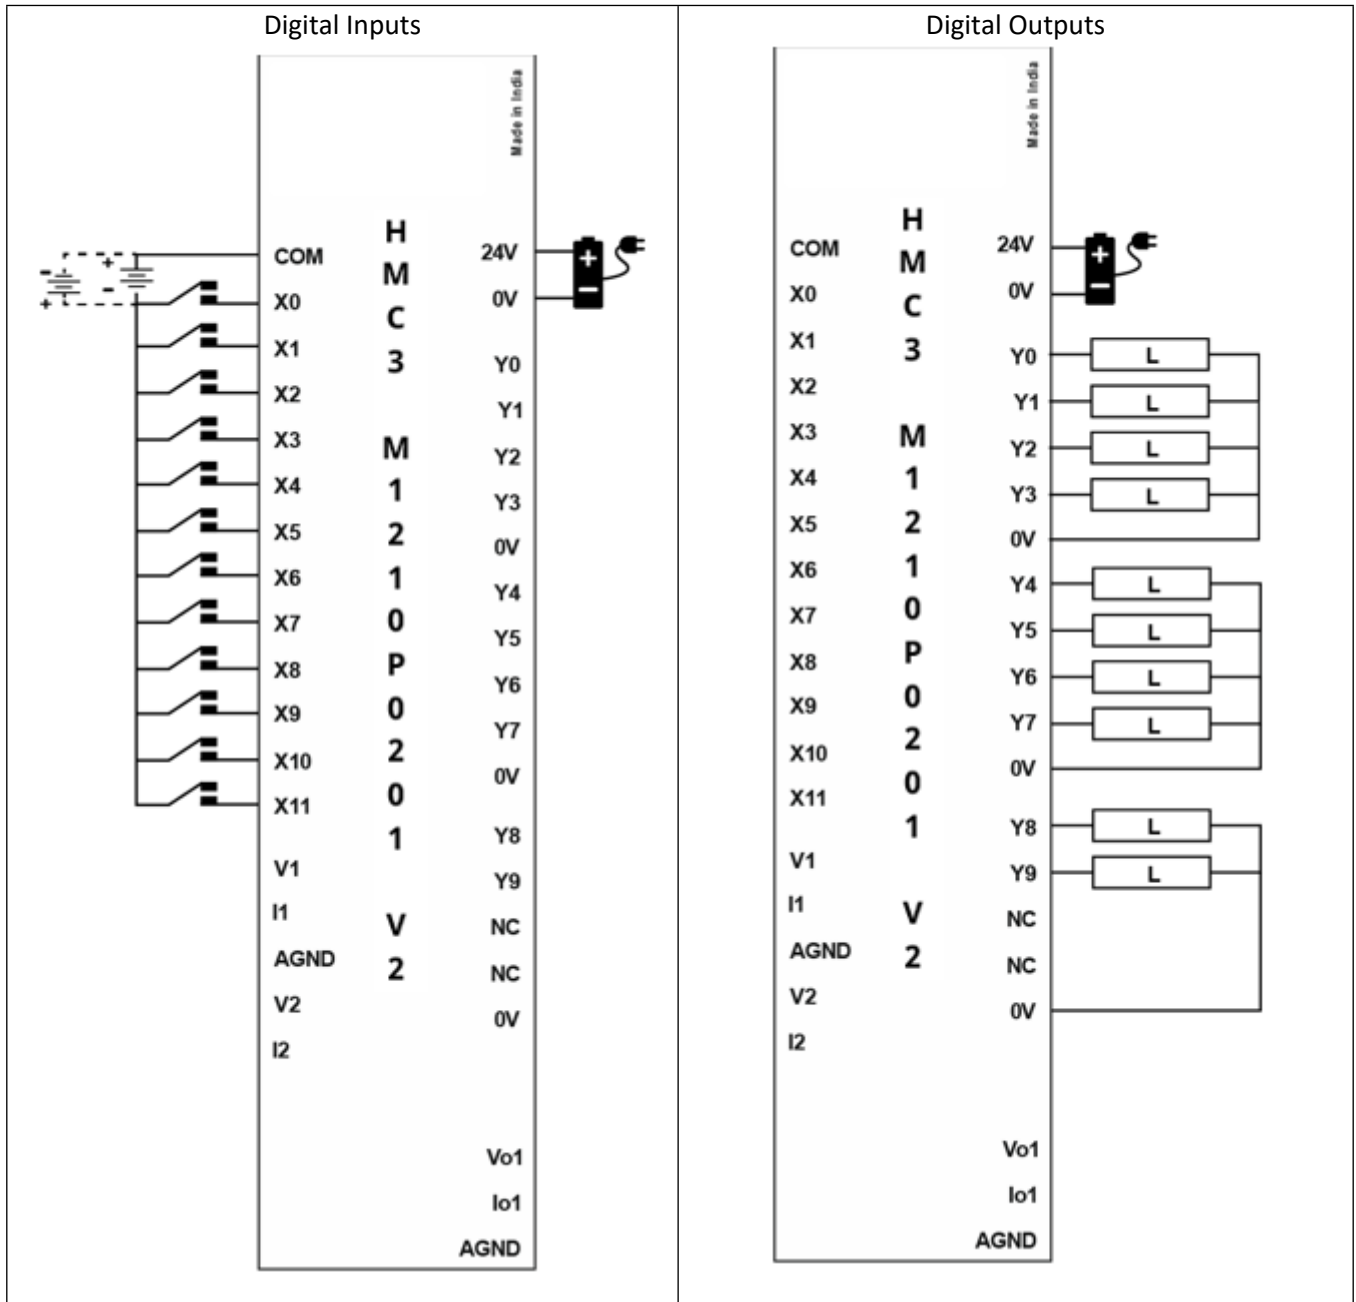 Digital Inputs
Made in India
COM
X0
X1
X2
X3
X4
X5
X6
X7
X8
X9
X10
X11
V1
I1
AGND
V2
I2
H
M
C
3
M
1
2
1
0
P
0
2
0
1
V
2
24V
0V
Y0
Y1
Y2
Y3
0V
Y4
Y5
Y6
Y7
0V
Y8
Y9
NC
NC
0V
Vo1
Io1
AGND
+
-
-
+
+
−
Digital Outputs
Made in India
COM
X0
X1
X2
X3
X4
X5
X6
X7
X8
X9
X10
X11
V1
I1
AGND
V2
I2
H
M
C
3
M
1
2
1
0
P
0
2
0
1
V
2
24V
0V
Y0 L
Y1 L
Y2 L
Y3 L
0V
Y4 L
Y5 L
Y6 L
Y7 L
0V
Y8 L
Y9 L
NC
NC
0V
Vo1
Io1
AGND
+
−